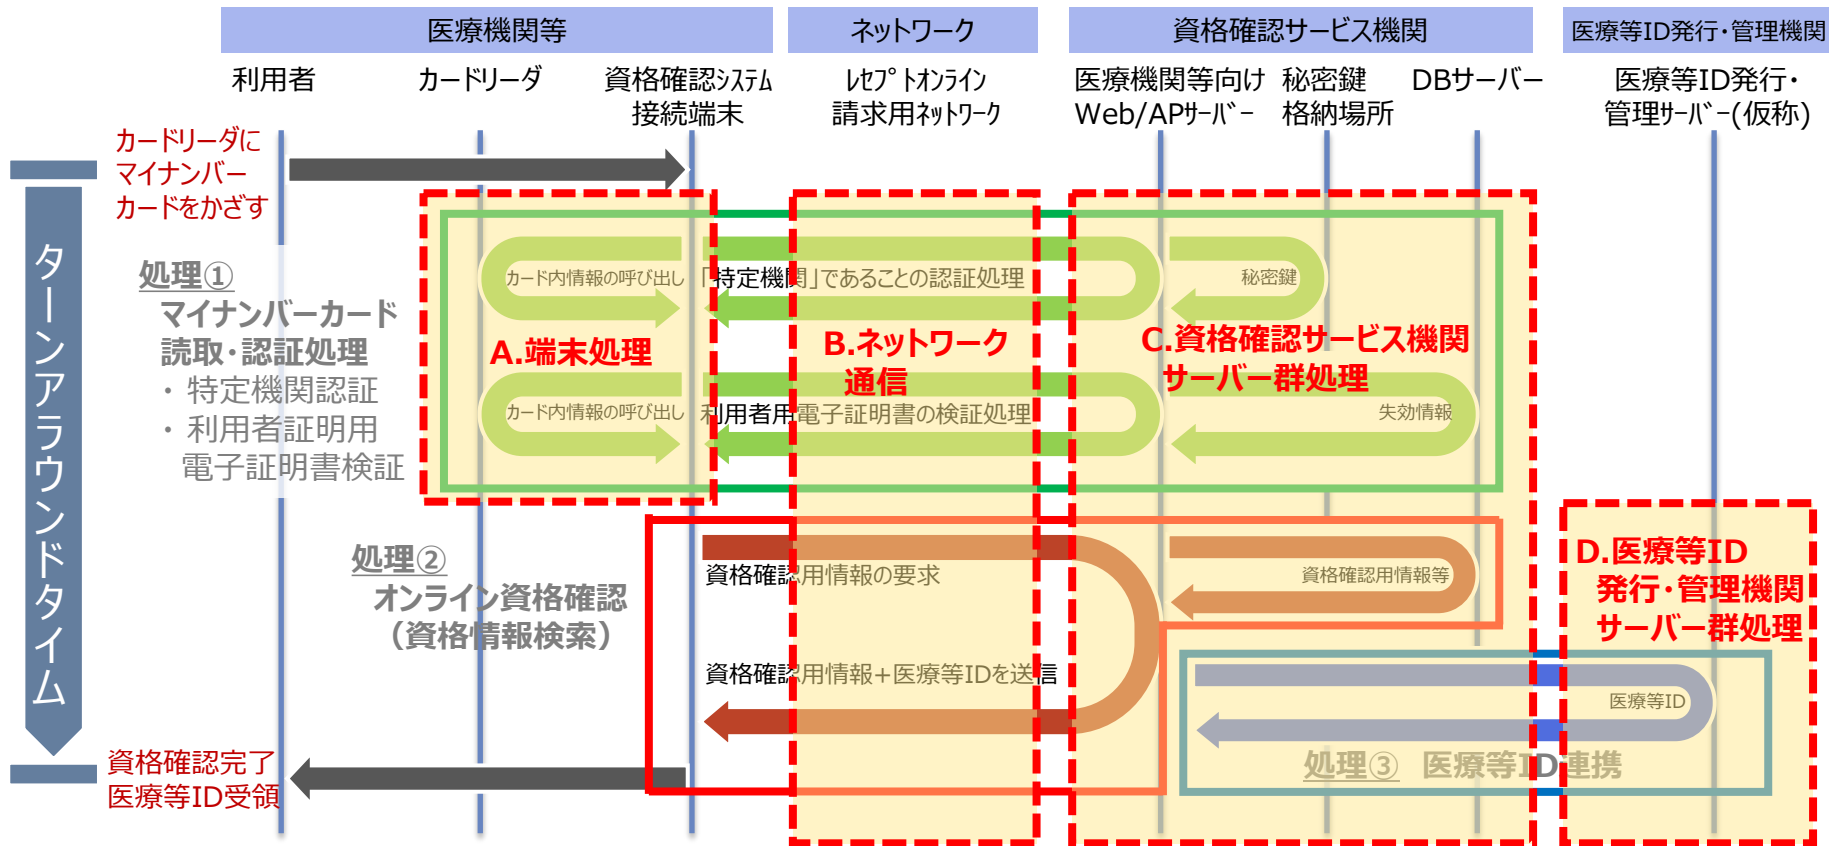 医療機関等
ネットワーク
資格確認サービス機関
医療等ID発行・管理機関
利用者
カードリーダ
資格確認システム
接続端末
レセプトオンライン
請求用ネットワーク
医療機関等向け
Web/APサーバー
秘密鍵
格納場所
DBサーバー
医療等ID発行・
管理サーバー(仮称)
カードリーダに
マイナンバー
カードをかざす
ターンアラウンドタイム
処理①
マイナンバーカード
読取・認証処理
・ 特定機関認証
・ 利用者証明用
電子証明書検証
カード内情報の呼び出し
「特定機関」であることの認証処理
秘密鍵
A.端末処理
B.ネットワーク
通信
C.資格確認サービス機関
サーバー群処理
カード内情報の呼び出し
利用者用電子証明書の検証処理
失効情報
処理②
オンライン資格確認
（資格情報検索）
資格確認用情報の要求
資格確認用情報等
D.医療等ID
発行・管理機関
サーバー群処理
資格確認用情報+医療等IDを送信
医療等ID
処理③ 医療等ID連携
資格確認完了
医療等ID受領